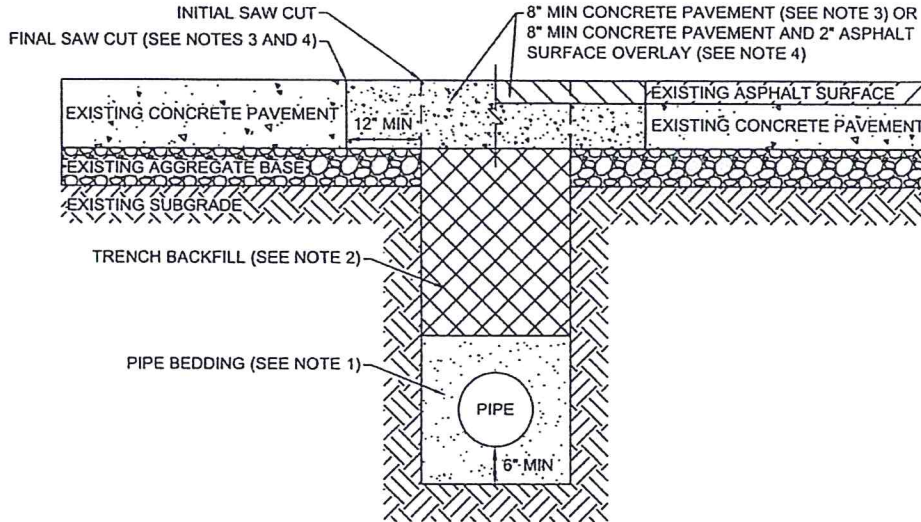 INITIAL SAW CUT
FINAL SAW CUT (SEE NOTES 3 AND 4)
8" MIN CONCRETE PAVEMENT (SEE NOTE 3) OR
8" MIN CONCRETE PAVEMENT AND 2" ASPHALT
SURFACE OVERLAY (SEE NOTE 4)
EXISTING CONCRETE PAVEMENT
12" MIN
EXISTING ASPHALT SURFACE
EXISTING CONCRETE PAVEMENT
EXISTING AGGREGATE BASE
EXISTING SUBGRADE
TRENCH BACKFILL (SEE NOTE 2)
PIPE BEDDING (SEE NOTE 1)
PIPE
6" MIN